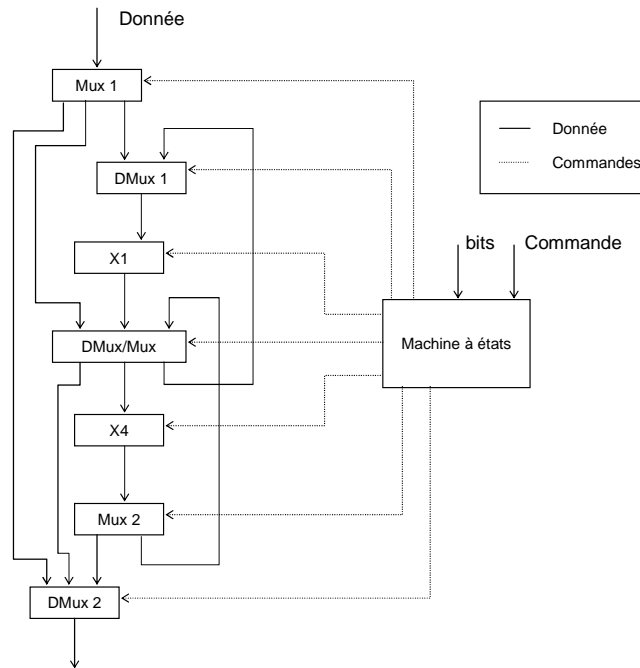 Donnée
Mux 1
Donnée
Commandes
DMux 1
bits
Commande
X1
DMux/Mux
Machine à états
X4
Mux 2
DMux 2